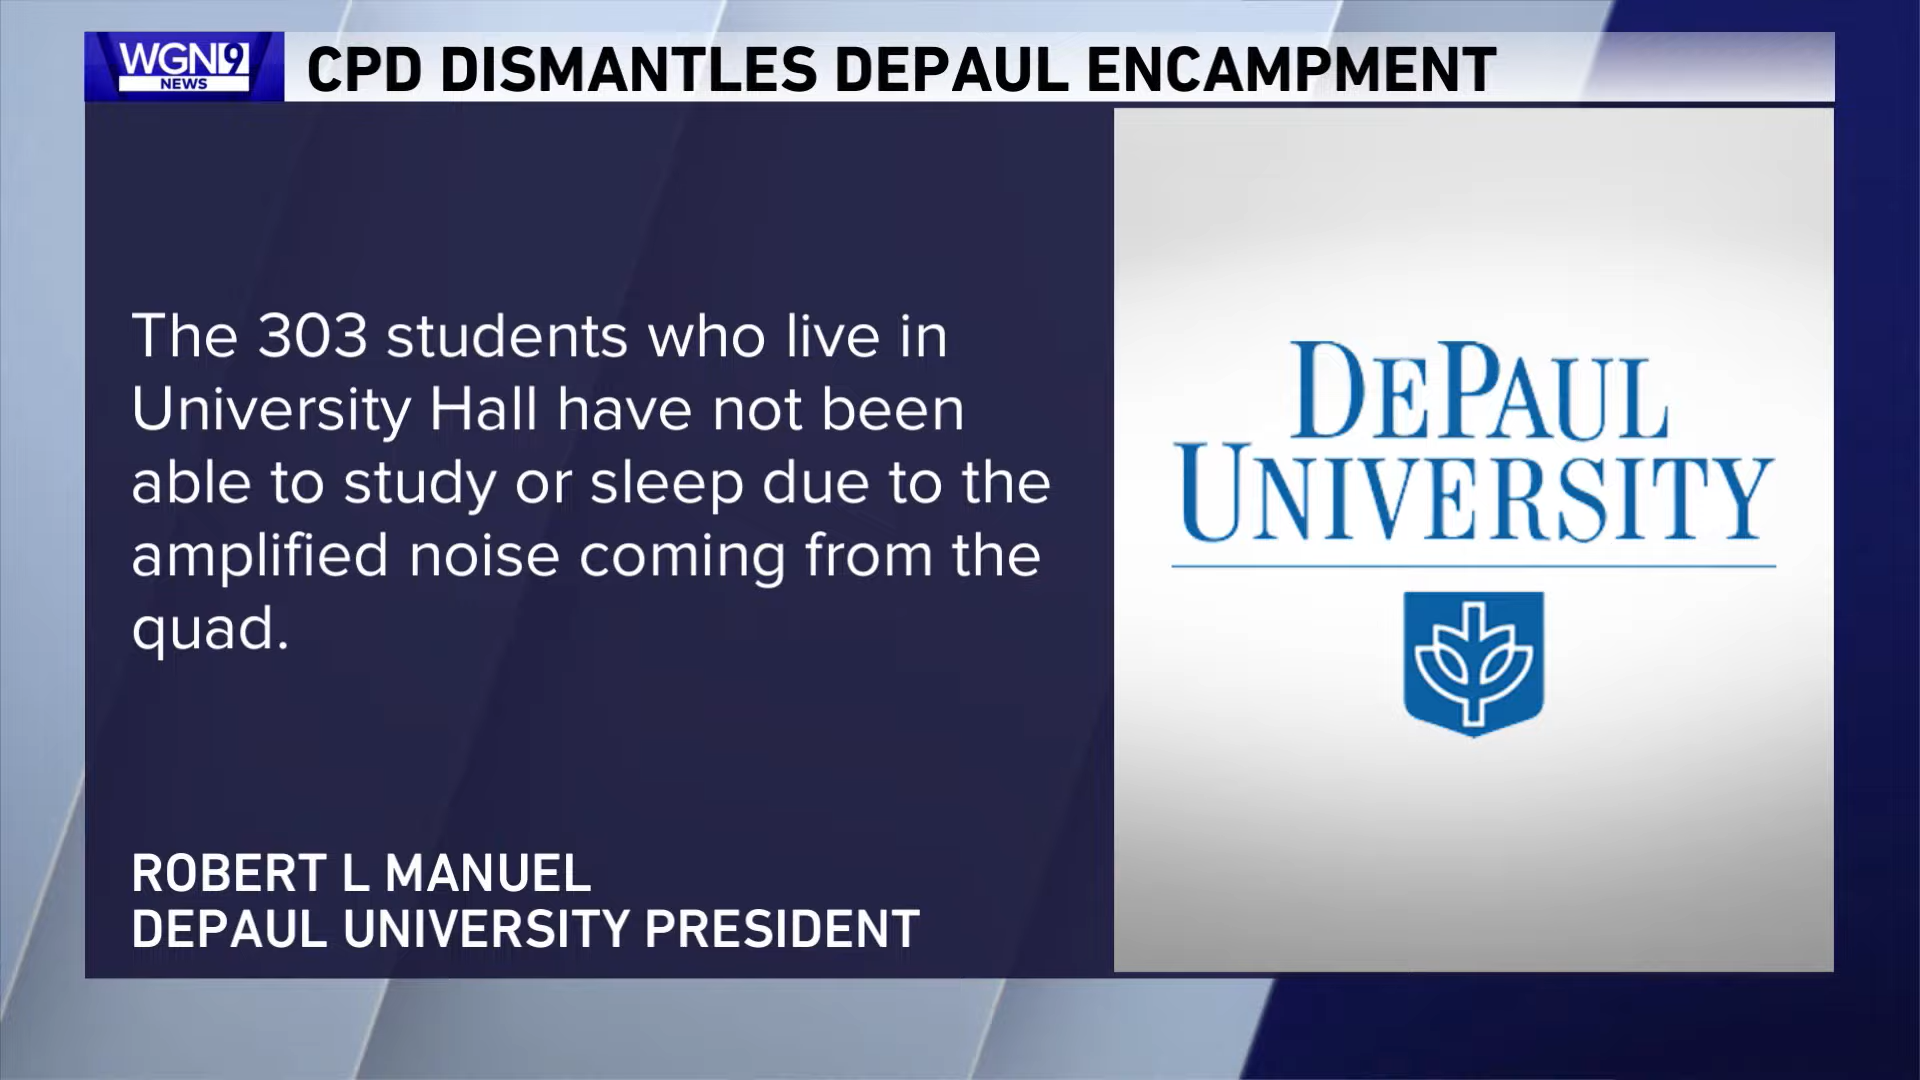 WGN9
NEWS
CPD DISMANTLES DEPAUL ENCAMPMENT
The 303 students who live in
University Hall have not been
able to study or sleep due to the
amplified noise coming from the
quad.
ROBERT L MANUEL
DEPAUL UNIVERSITY PRESIDENT
DEPAUL
UNIVERSITY